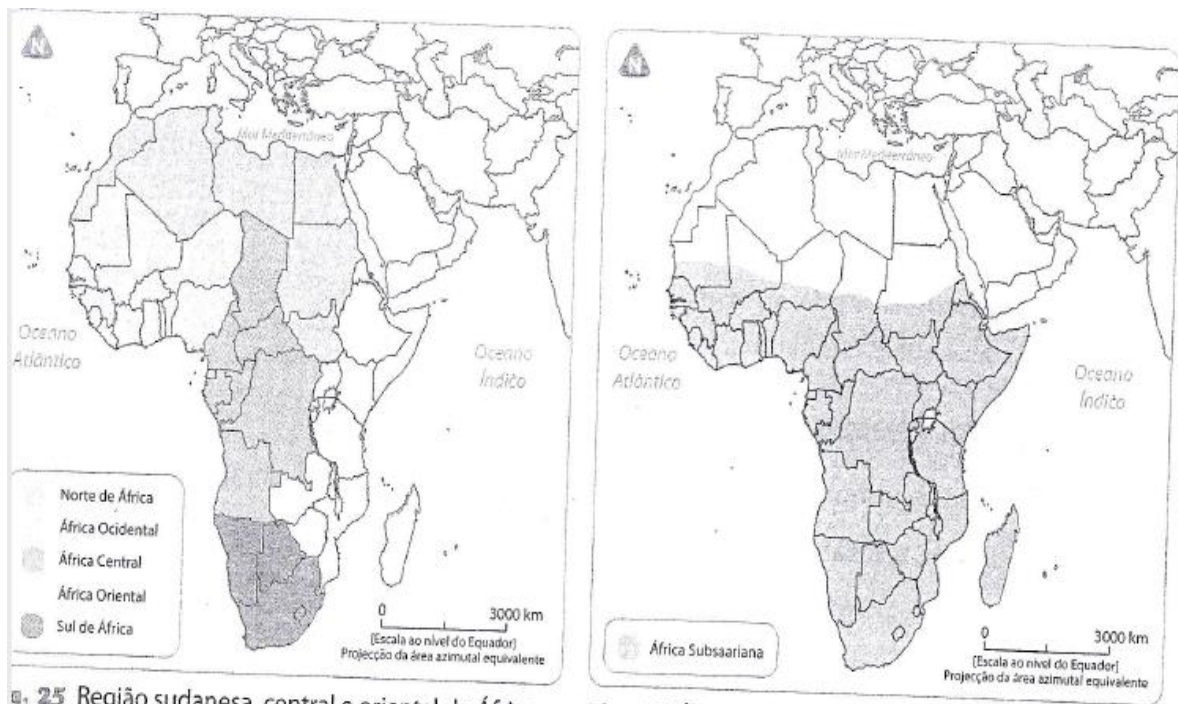 N
Mar Mediterrâneo
Oceano
Atlântico
Oceano
Índico
Norte de África
África Ocidental
África Central
África Oriental
Sul de África
0 3000 km
[Escala ao nível do Equador]
Projecção da área azimutal equivalente
25 Região sudanesa, central e oriental de Áfri
N
Mar Mediterrâneo
Oceano
Atlântico
Oceano
Índico
África Subsaariana
0 3000 km
[Escala ao nível do Equador]
Projecção da área azimutal equivalente